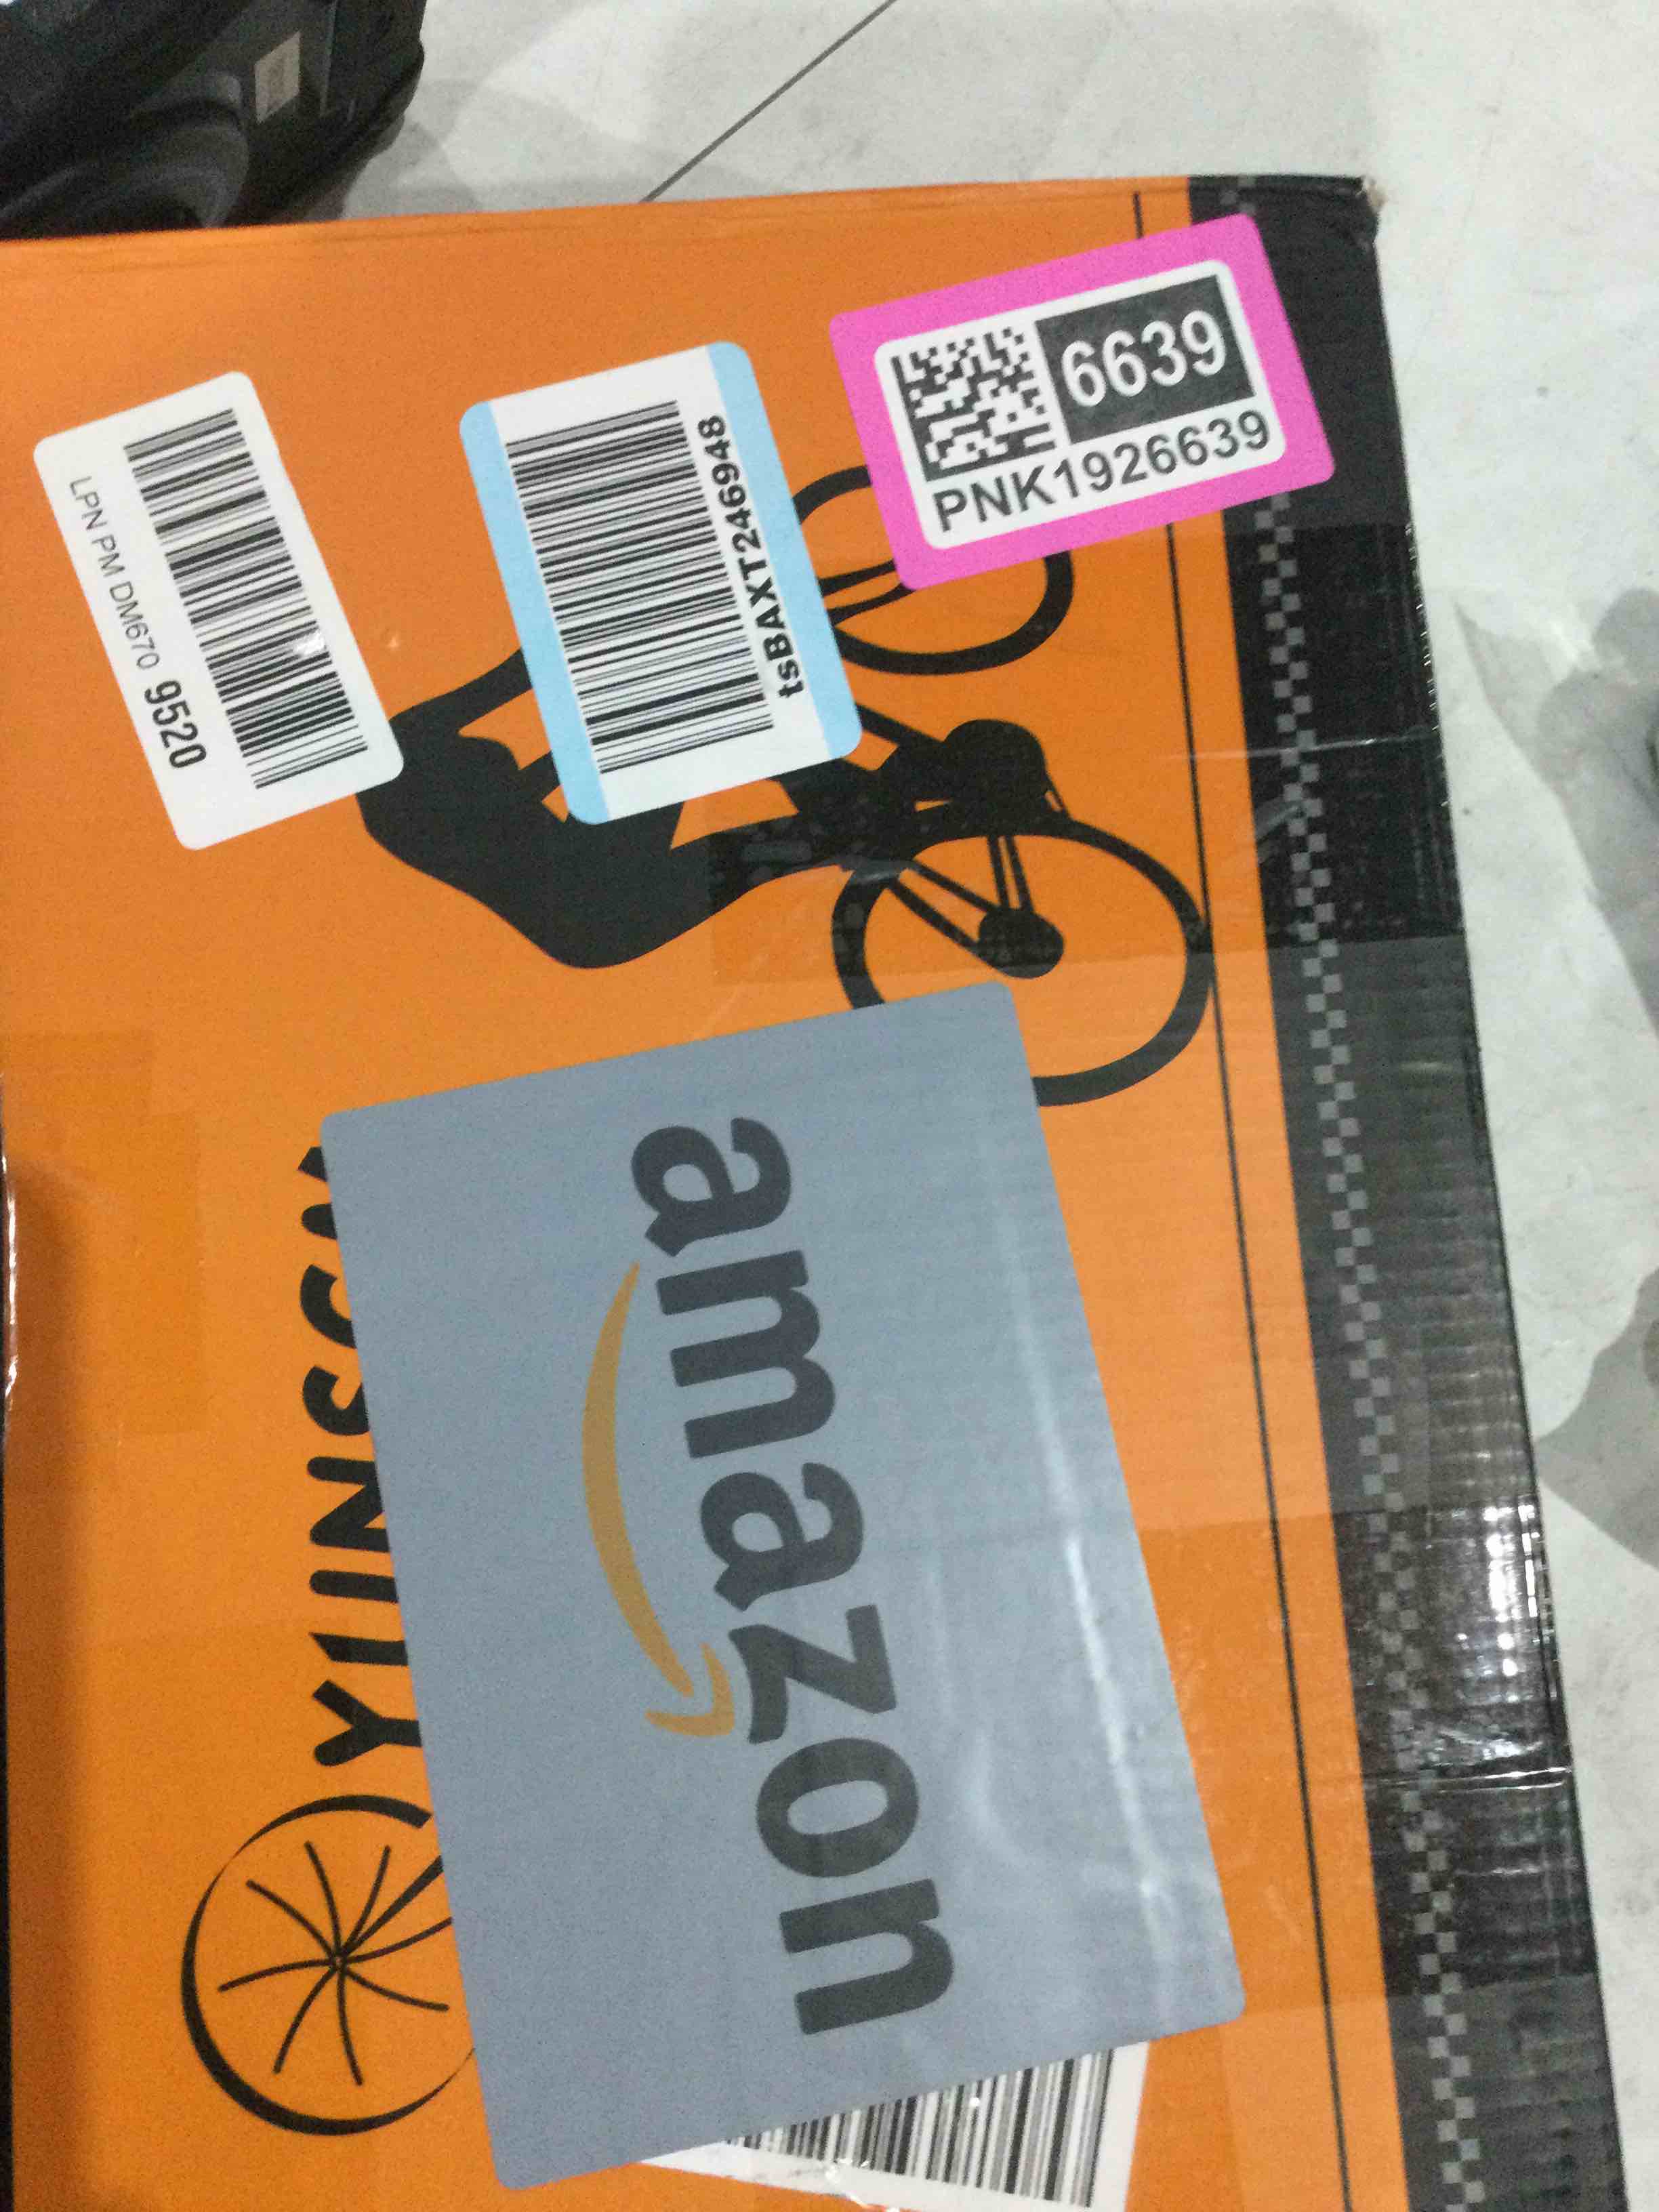 6639
PNK1926639
tsBAXT246948
LPN PM DM670 9520
amazon